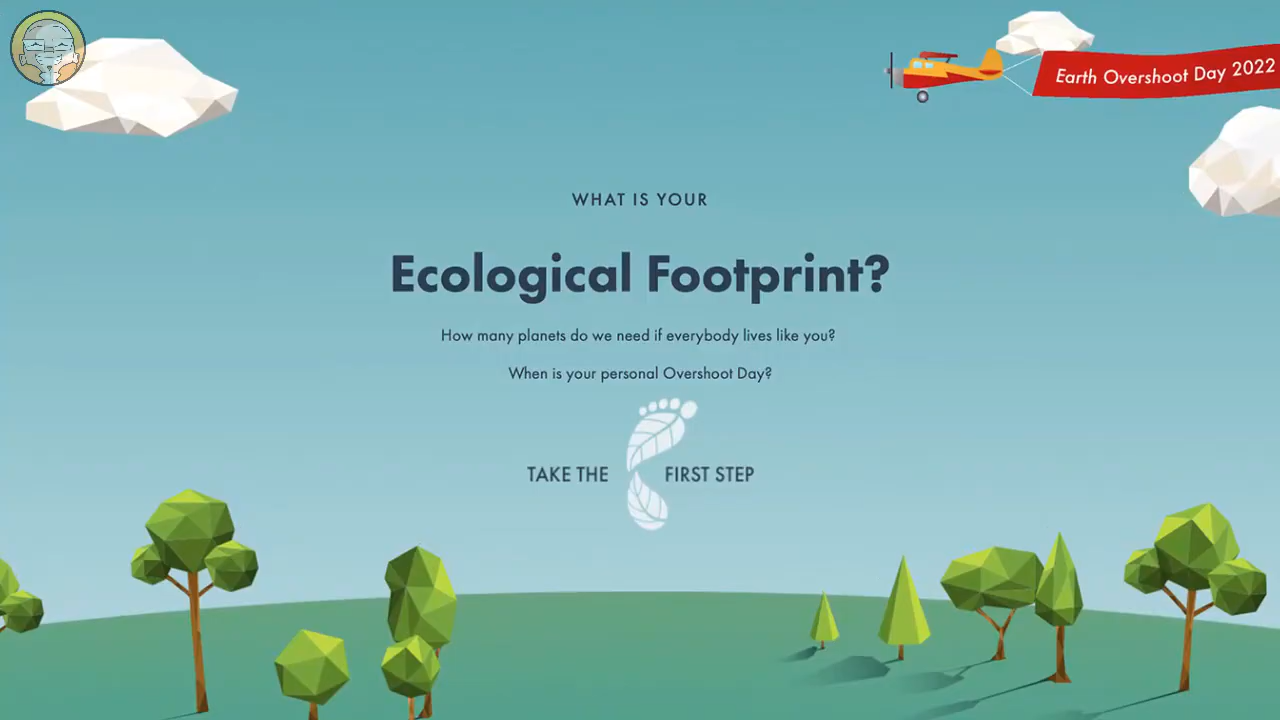 Earth Overshoot Day 2022
WHAT IS YOUR
Ecological Footprint?
How many planets do we need if everybody lives like you?
When is your personal Overshoot Day?
TAKE THE FIRST STEP